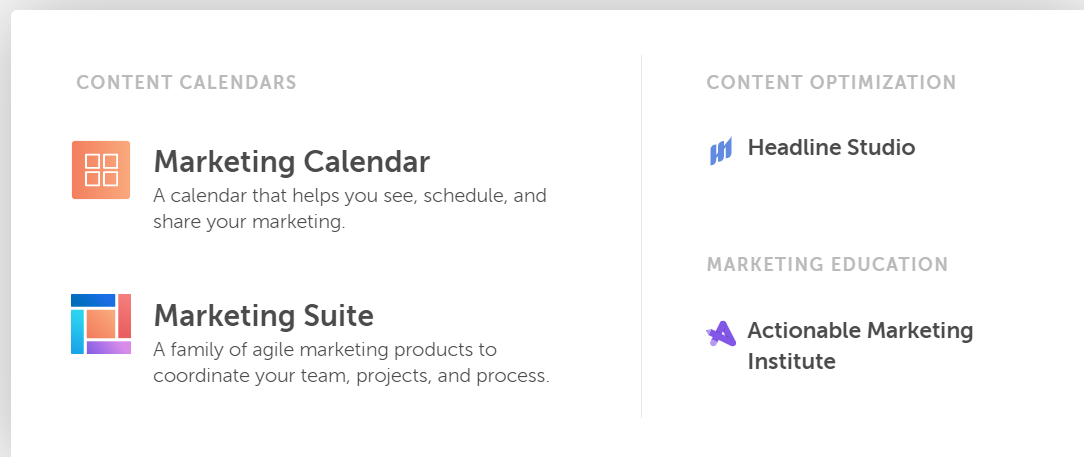 CONTENT CALENDARS
Marketing Calendar
A calendar that helps you see, schedule, and
share your marketing.
Marketing Suite
A family of agile marketing products to
coordinate your team, projects, and process.
CONTENT OPTIMIZATION
Headline Studio
MARKETING EDUCATION
Actionable Marketing
Institute